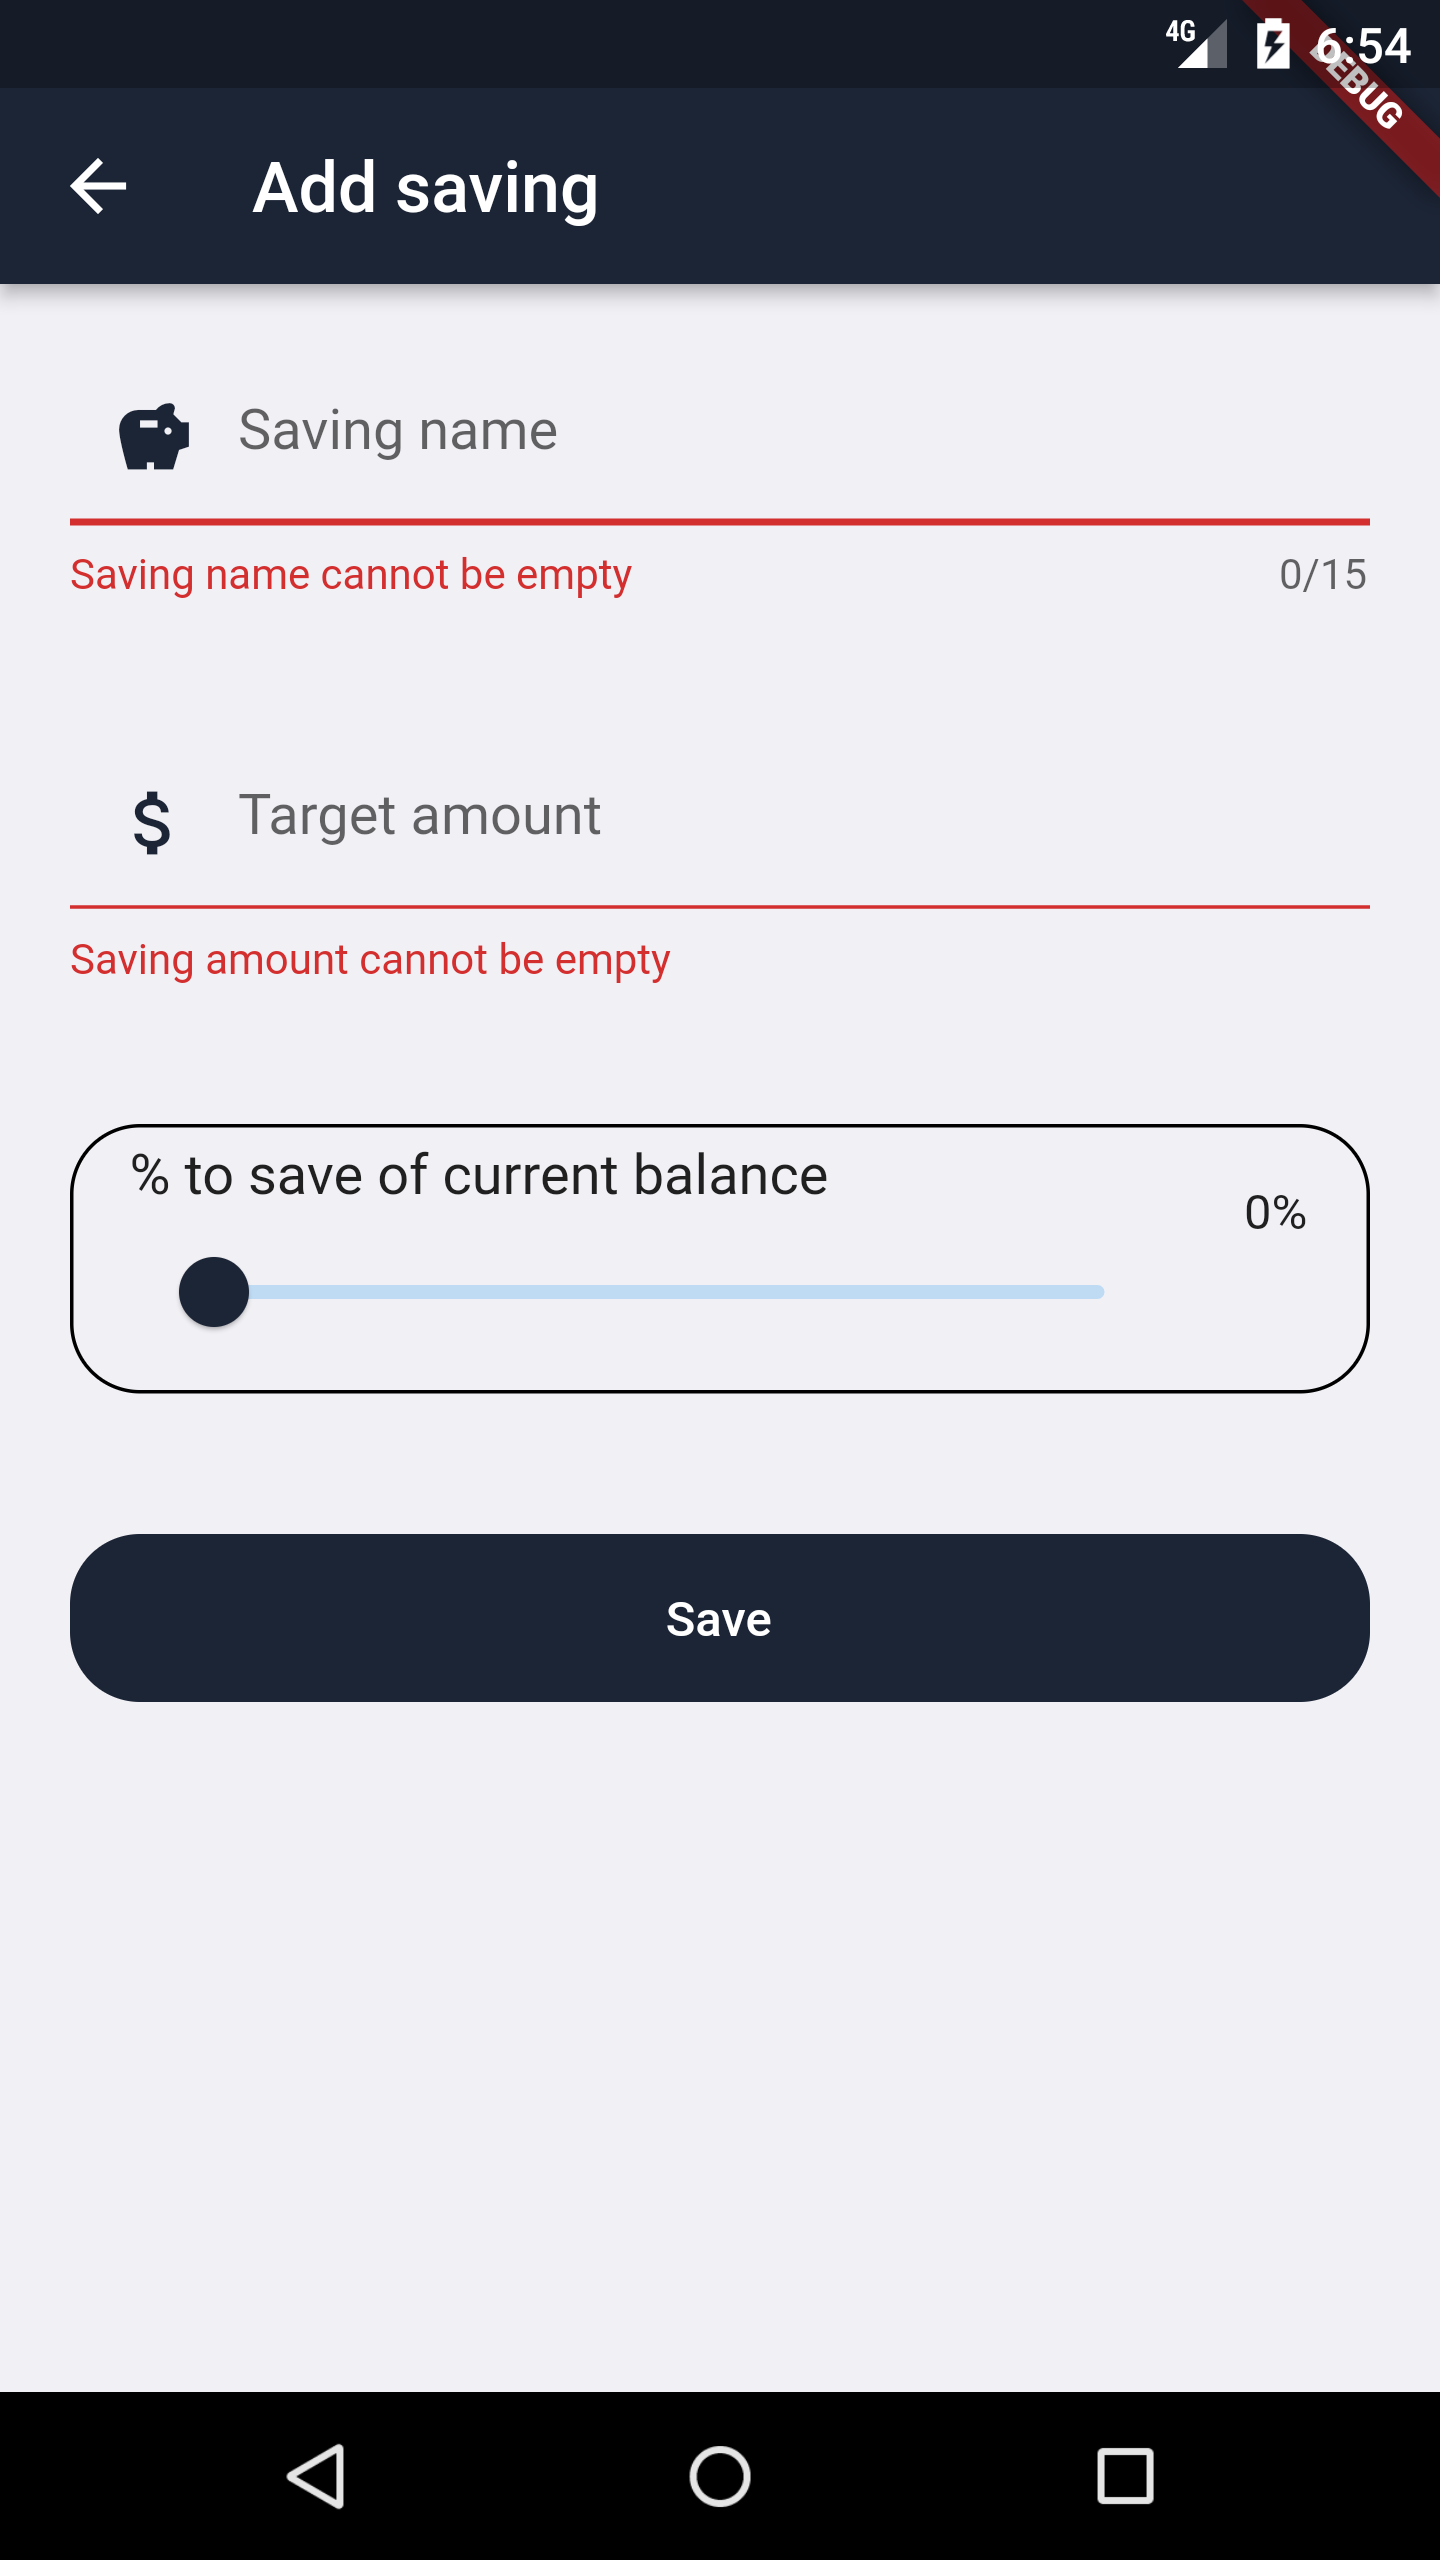 4G 6:54
DEBUG
Add saving
Saving name
Saving name cannot be empty 0/15
$ Target amount
Saving amount cannot be empty
% to save of current balance
0%
Save